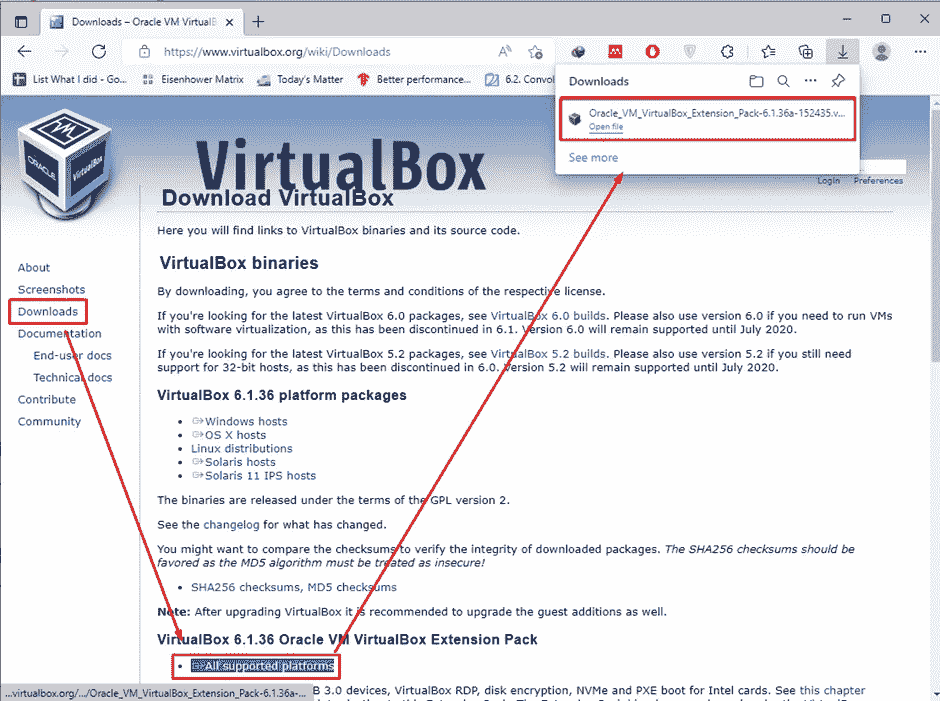 Downloads – Oracle VM VirtualB
https://www.virtualbox.org/wiki/Downloads
List What I did - Go...
Eisenhower Matrix
Today's Matter
Better performance...
6.2. Convol
Downloads
Oracle_VM_VirtualBox_Extension_Pack-6.1.36a-152435.v...
Open file
See more
ORACLE
VirtualBox
VirtualBox
Login Preferences
Download VirtualBox
Here you will find links to VirtualBox binaries and its source code.
About
Screenshots
Downloads
Documentation
End-user docs
Technical docs
Contribute
Community
VirtualBox binaries
By downloading, you agree to the terms and conditions of the respective license.
If you're looking for the latest VirtualBox 6.0 packages, see VirtualBox 6.0 builds. Please also use version 6.0 if you need to run VMs
with software virtualization, as this has been discontinued in 6.1. Version 6.0 will remain supported until July 2020.
If you're looking for the latest VirtualBox 5.2 packages, see VirtualBox 5.2 builds. Please also use version 5.2 if you still need
support for 32-bit hosts, as this has been discontinued in 6.0. Version 5.2 will remain supported until July 2020.
VirtualBox 6.1.36 platform packages
• Windows hosts
• OS X hosts
• Linux distributions
• Solaris hosts
• Solaris 11 IPS hosts
The binaries are released under the terms of the GPL version 2.
See the changelog for what has changed.
You might want to compare the checksums to verify the integrity of downloaded packages. The SHA256 checksums should be
favored as the MD5 algorithm must be treated as insecure!
• SHA256 checksums, MD5 checksums
Note: After upgrading VirtualBox it is recommended to upgrade the guest additions as well.
VirtualBox 6.1.36 Oracle VM VirtualBox Extension Pack
• All supported platforms
...virtualbox.org/.../Oracle_VM_VirtualBox_Extension_Pack-6.1.36a-...
B 3.0 devices, VirtualBox RDP, disk encryption, NVMe and PXE boot for Intel cards. See this chapter